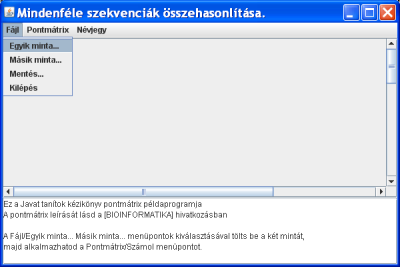 Mindenféle szekvenciák összehasonlítása.
Fájl Pontmátrix Névjegy
Egyik minta...
Másik minta...
Mentés...
Kilépés
Ez a Javat tanítok kézikönyv pontmátrix példaprogramja
A pontmátrix leírását lásd a [BIOINFORMATIKA] hivatkozásban
A Fájl/Egyik minta... Másik minta... menüpontok kiválasztásával tölts be a két mintát,
majd alkalmazhatod a Pontmátrix/Számol menüpontot.